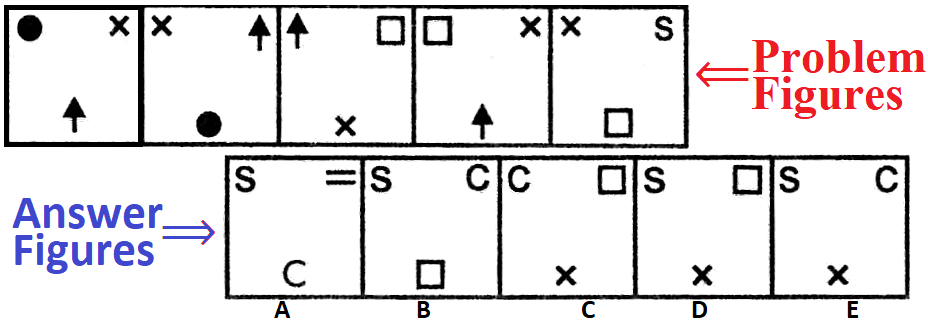 S
Problem
Figures
S S C C S S C
Answer
Figures
C
A B C D E